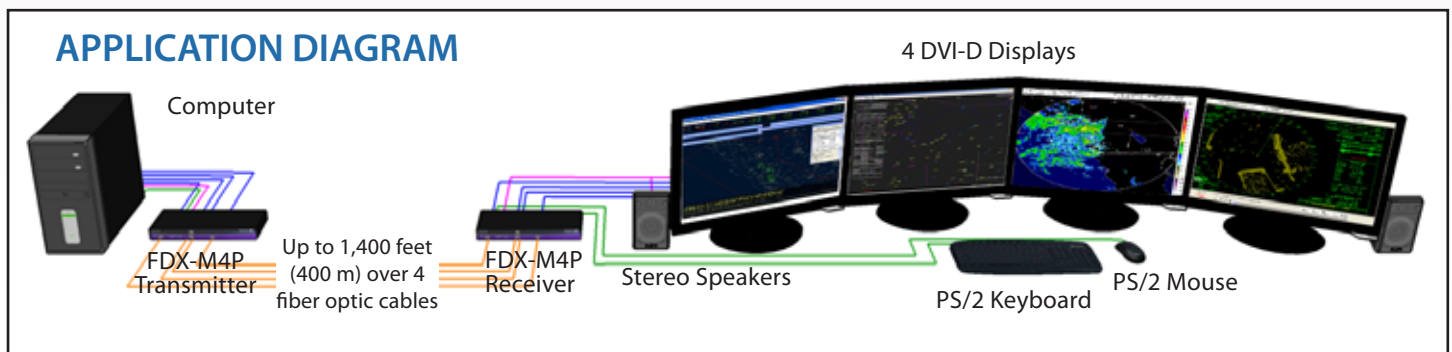 APPLICATION DIAGRAM
4 DVI-D Displays
Computer
FDX-M4P
Transmitter
Up to 1,400 feet
(400 m) over 4
fiber optic cables
FDX-M4P
Receiver
Stereo Speakers
PS/2 Keyboard
PS/2 Mouse